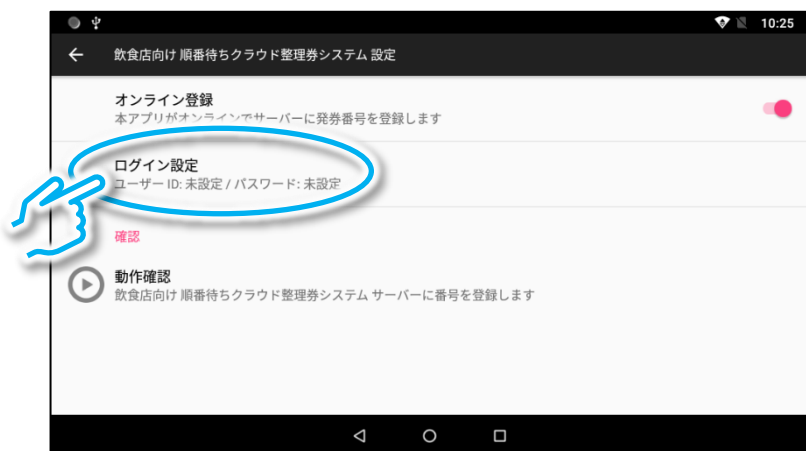 10:25
飲食店向け 順番待ちクラウド整理券システム 設定
オンライン登録
本アプリがオンラインでサーバーに発券番号を登録します
ログイン設定
ユーザー ID: 未設定 / パスワード: 未設定
確認
動作確認
飲食店向け 順番待ちクラウド整理券システム サーバーに番号を登録します